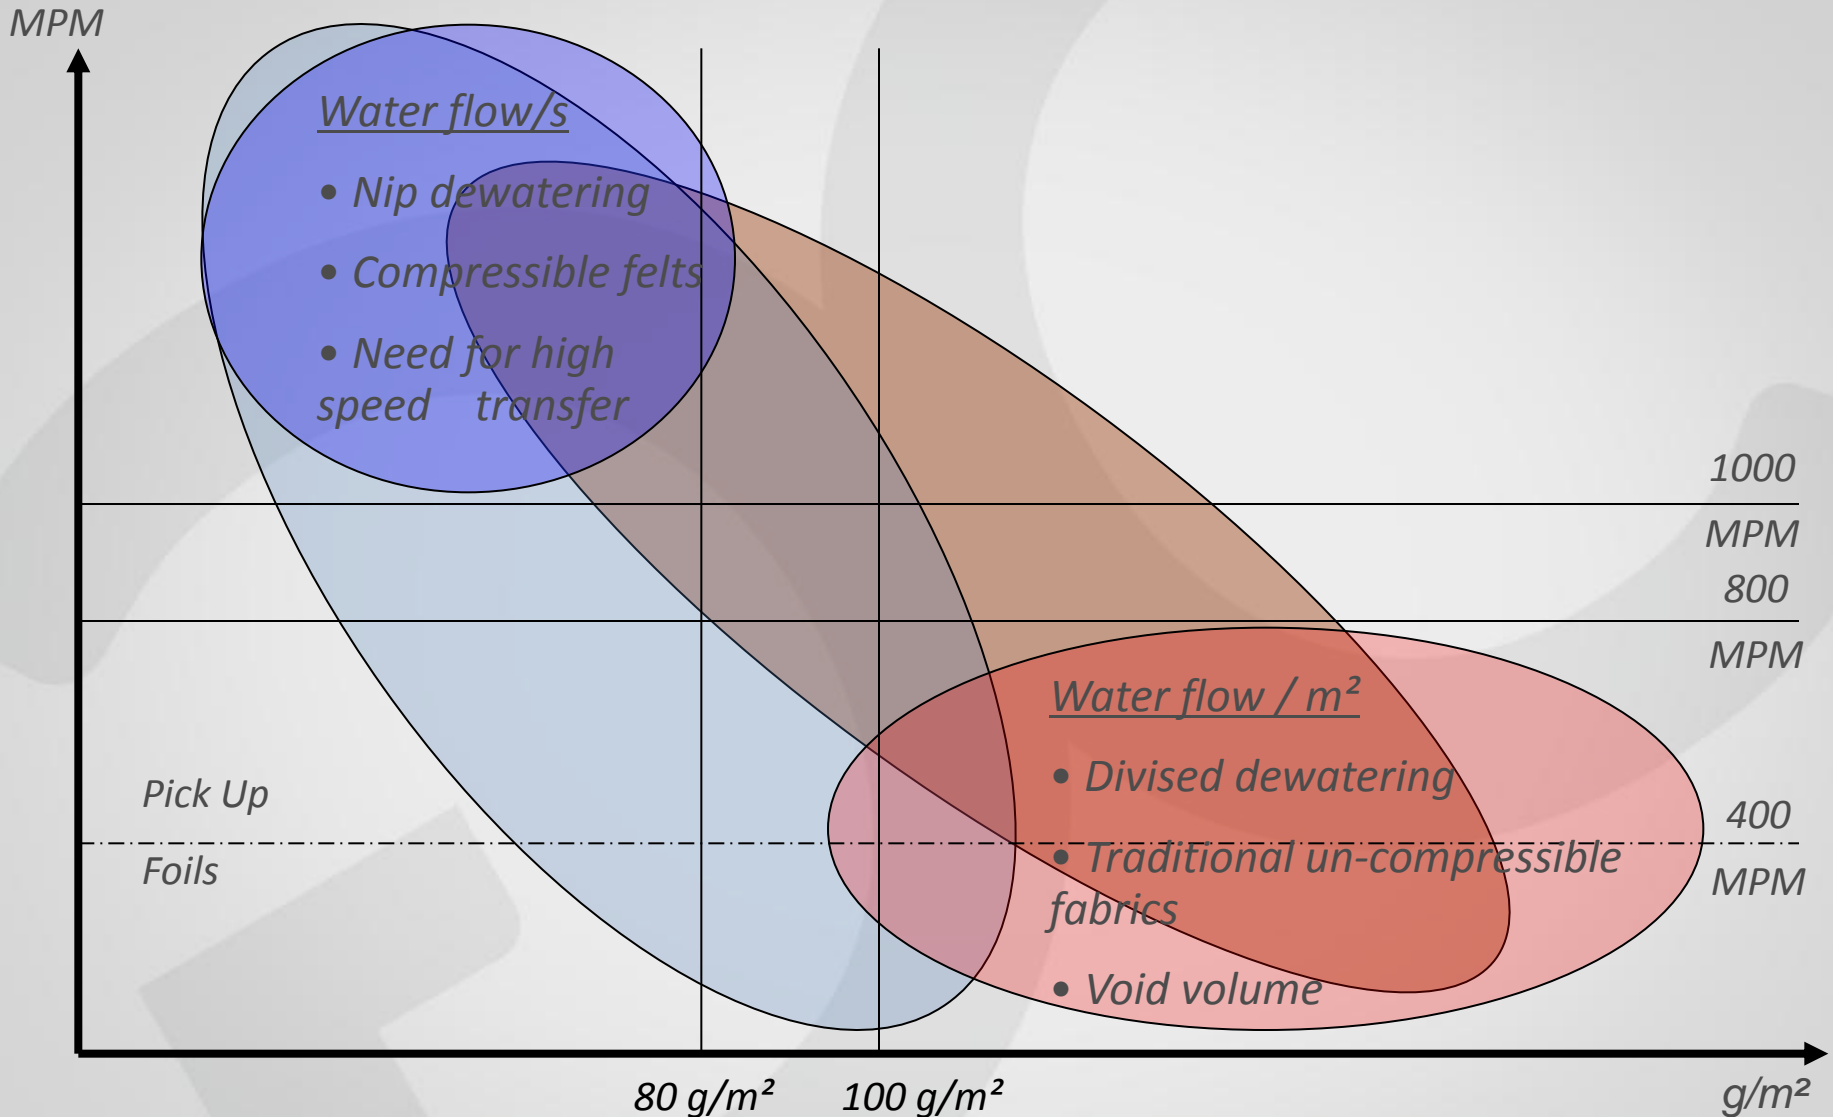 MPM
Water flow/s
• Nip dewatering
• Compressible felts
• Need for high
speed transfer
1000
MPM
800
MPM
Water flow / m²
• Divised dewatering
Pick Up
400
• Traditional un-compressible
Foils
MPM
fabrics
• Void volume
80 g/m²
100 g/m²
g/m²